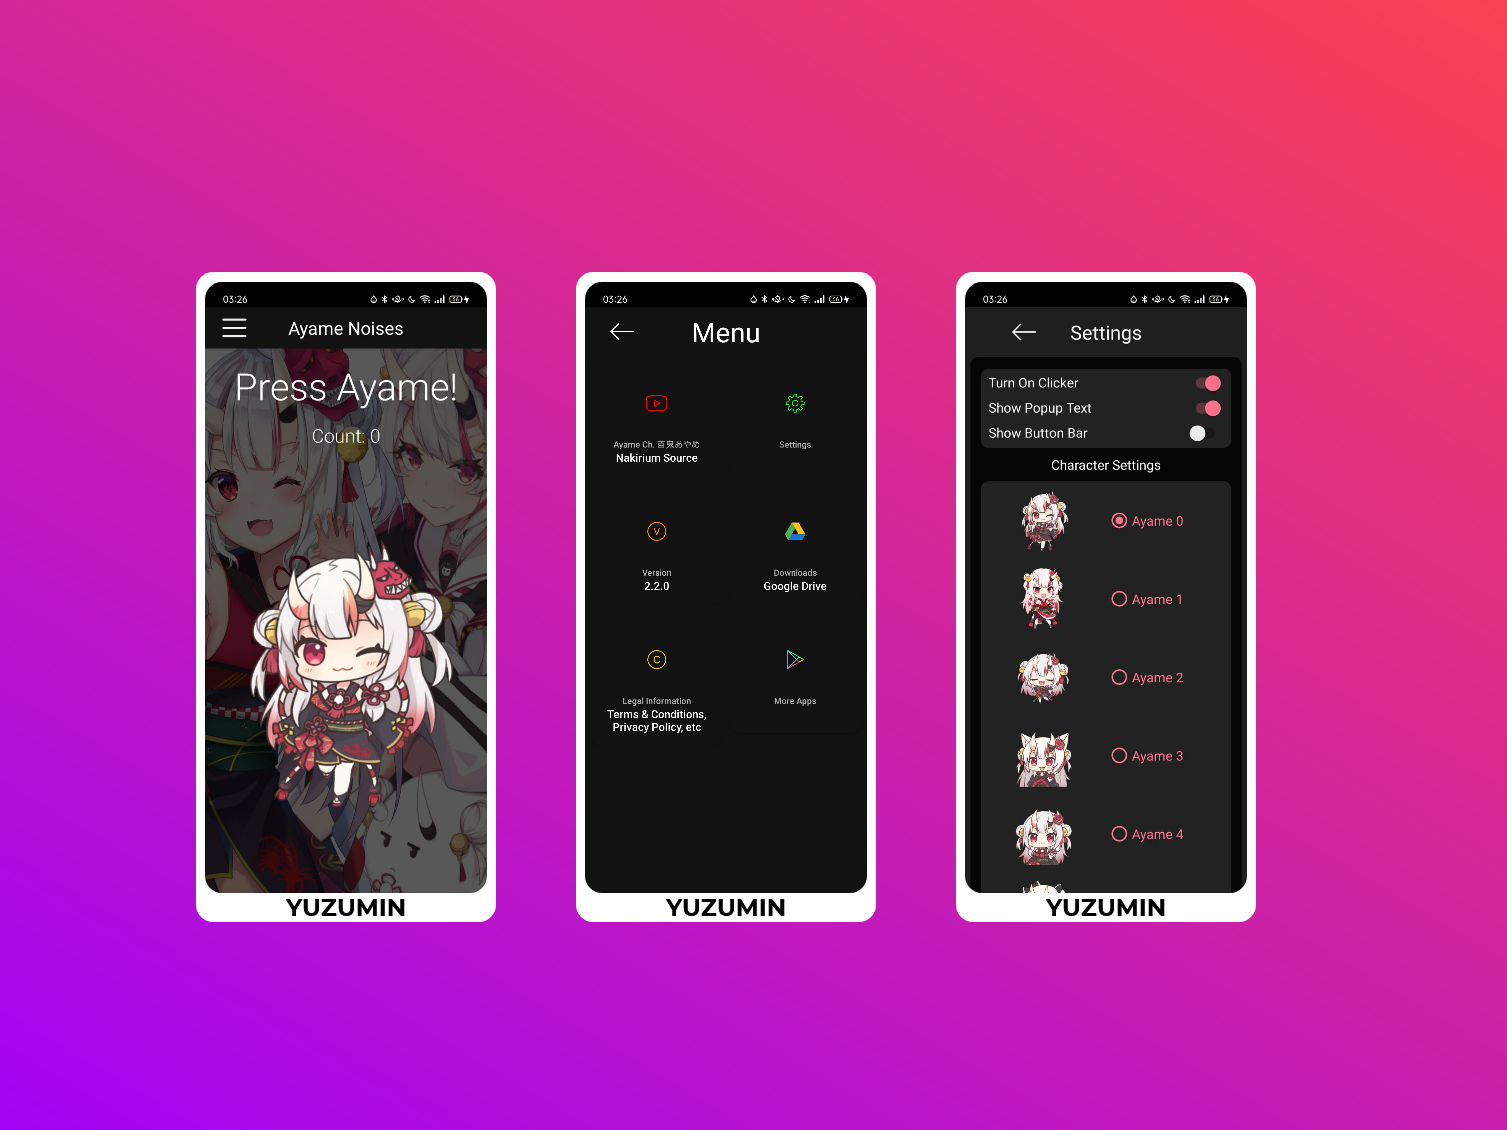 03:26
Ayame Noises
Press Ayame!
Count: 0
YUZUMIN
03:26
Menu
Ayame Ch. 百鬼あやめ
Nakirium Source
Settings
V
Version
2.2.0
Downloads
Google Drive
C
Legal Information
Terms & Conditions,
Privacy Policy, etc
More Apps
YUZUMIN
03:26
Settings
Turn On Clicker
Show Popup Text
Show Button Bar
Character Settings
Ayame 0
Ayame 1
Ayame 2
Ayame 3
Ayame 4
YUZUMIN